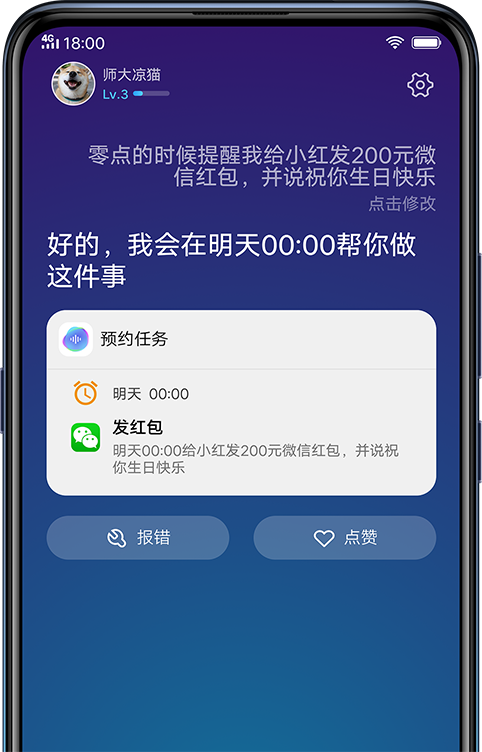 4G 18:00
师大凉猫
Lv.3
零点的时候提醒我给小红发200元微
信红包，并说祝你生日快乐
点击修改
好的，我会在明天00:00帮你做
这件事
预约任务
明天 00:00
发红包
明天00:00给小红发200元微信红包，并说祝
你生日快乐
报错
点赞